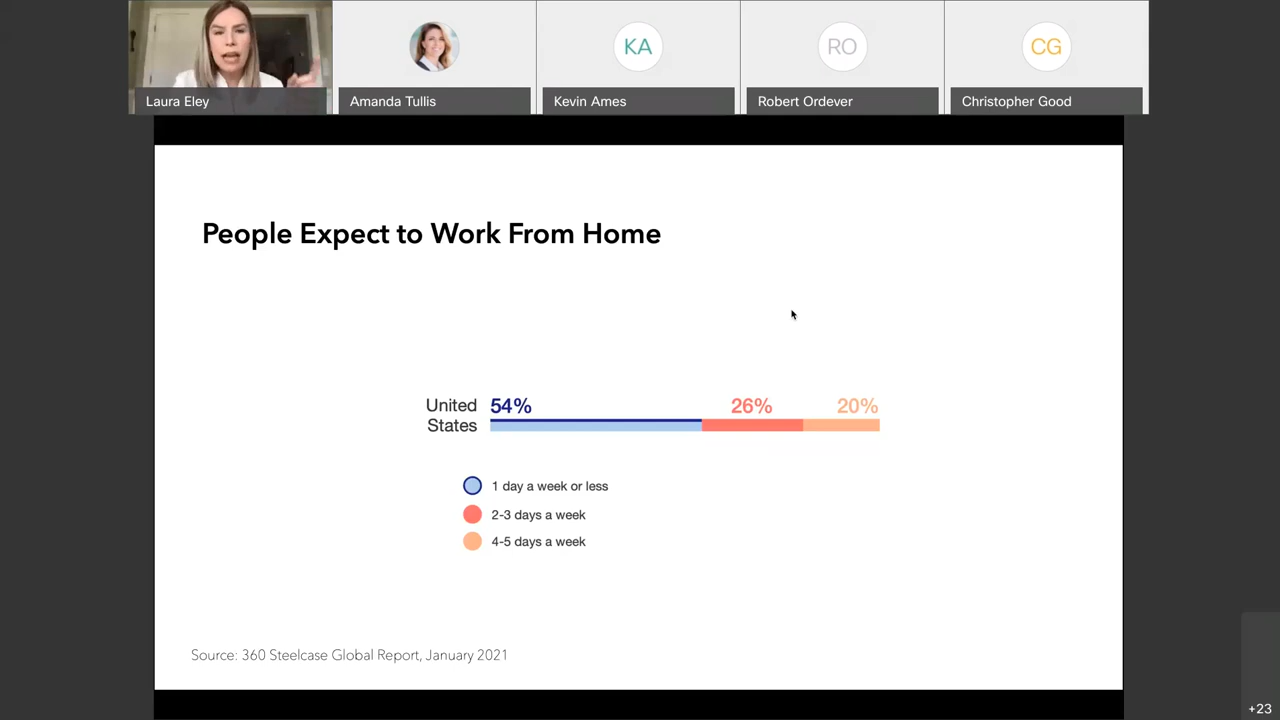 Laura Eley
Amanda Tullis
KA
Kevin Ames
RO
Robert Ordever
CG
Christopher Good
People Expect to Work From Home
United States
54%
26%
20%
1 day a week or less
2-3 days a week
4-5 days a week
Source: 360 Steelcase Global Report, January 2021
+23